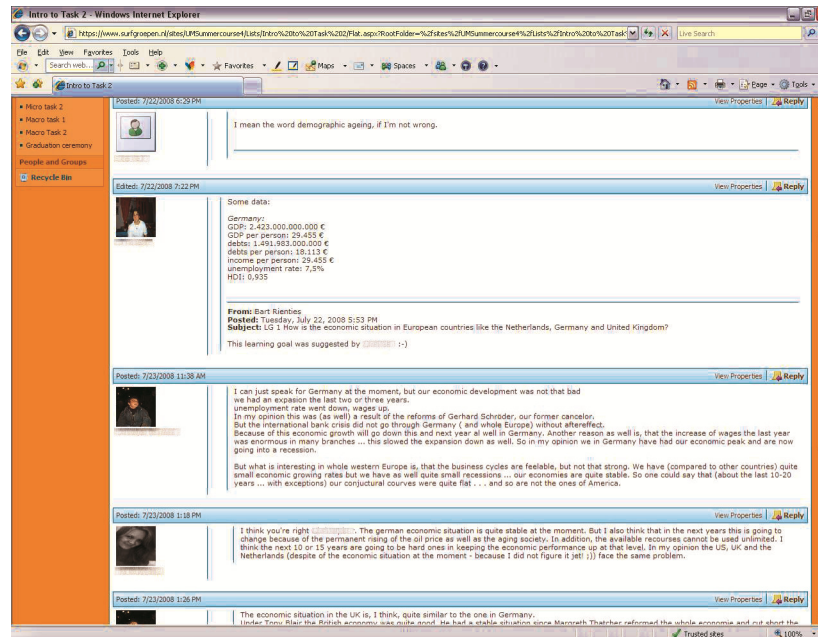 Intro to Task 2 - Windows Internet Explorer
https://www.surfgroepen.nl/sites/UMSummercourse4/Lists/Intro%20to%20Task%202/Flat.aspx?RootFolder=%2fsites%2fUMSummercourse4%2fLists%2fIntro%20to%20Task%
Live Search
File Edit View Favorites Tools Help
Search web... Favorites Maps Spaces
Intro to Task 2 Page Tools
Micro task 2
Macro task 1
Macro Task 2
Graduation ceremony
People and Groups
Recycle Bin
Posted: 7/22/2008 6:29 PM View Properties Reply
I mean the word demographic ageing, if I'm not wrong.
Edited: 7/22/2008 7:22 PM View Properties Reply
Some data:
Germany:
GDP: 2.423.000.000.000 €
GDP per person: 29.455 €
debts: 1.491.983.000.000 €
debts per person: 18.113 €
income per person: 29.455 €
unemployment rate: 7,5%
HDI: 0,935
From: Bart Rienties
Posted: Tuesday, July 22, 2008 5:53 PM
Subject: LG 1 How is the economic situation in European countries like the Netherlands, Germany and United Kingdom?
This learning goal was suggested by :-)
Posted: 7/23/2008 11:38 AM View Properties Reply
I can just speak for Germany at the moment, but our economic development was not that bad
we had an expasion the last two or three years.
unemployment rate went down, wages up.
In my opinion this was (as well) a result of the reforms of Gerhard Schröder, our former cancelor.
But the international bank crisis did not go through Germany ( and whole Europe) without aftereffect.
Because of this economic growth will go down this and next year al well in Germany. Another reason as well is, that the increase of wages the last year
was enormous in many branches ... this slowed the expansion down as well. So in my opinion we in Germany have had our economic peak and are now
going into a recession.
But what is interesting in whole western Europe is, that the business cycles are feelable, but not that strong. We have (compared to other countries) quite
small economic growing rates but we have as well quite small recessions ... our economies are quite stable. So one could say that (about the last 10-20
years ... with exceptions) our conjuctural courves were quite flat . . . and so are not the ones of America.
Posted: 7/23/2008 1:18 PM View Properties Reply
I think you're right . The german economic situation is quite stable at the moment. But I also think that in the next years this is going to
change because of the permanent rising of the oil price as well as the aging society. In addition, the available recourses cannot be used unlimited. I
think the next 10 or 15 years are going to be hard ones in keeping the economic performance up at that level. In my opinion the US, UK and the
Netherlands (despite of the economic situation at the moment - because I did not figure it jet! :)) face the same problem.
Posted: 7/23/2008 1:26 PM View Properties Reply
The economic situation in the UK is, I think, quite similar to the one in Germany.
Under Tony Blair the British economy was quite good. He had a stable situation since Margreth Thatcher reformed the whole economie and cut short the
Trusted sites 100%